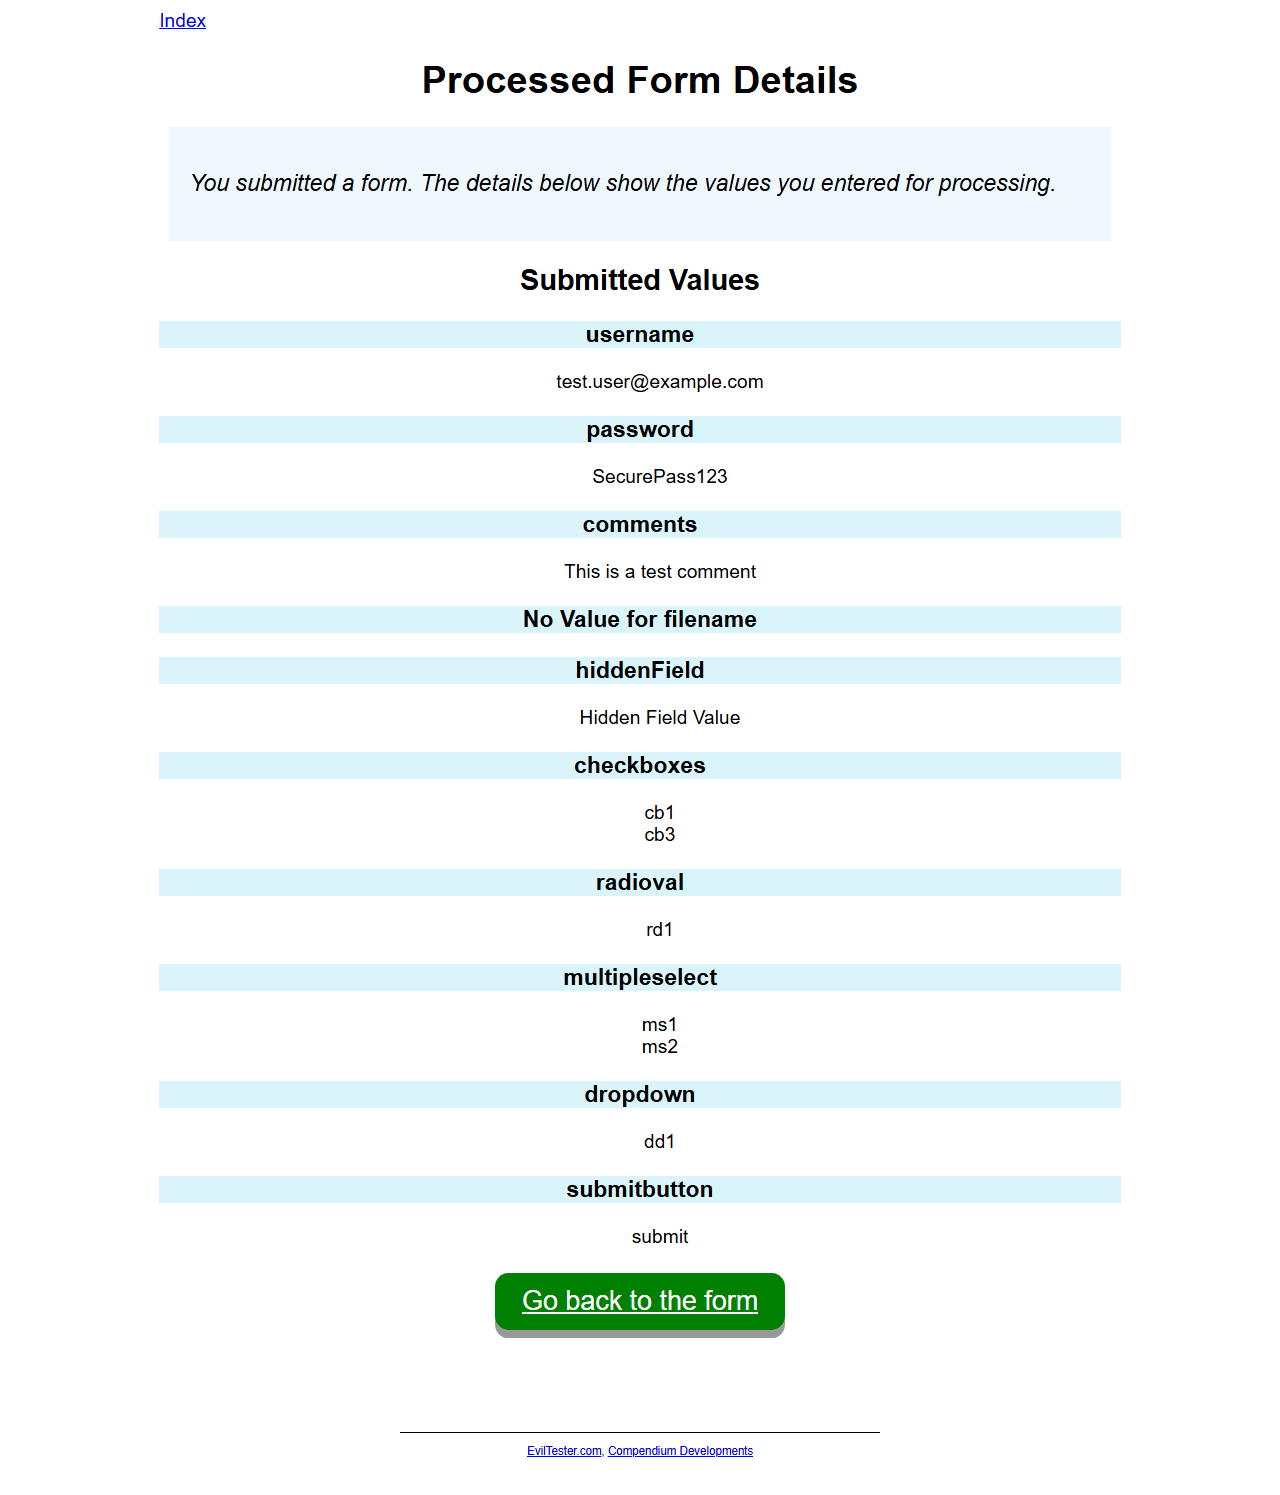 Index
Processed Form Details
You submitted a form. The details below show the values you entered for processing.
Submitted Values
username
test.user@example.com
password
SecurePass123
comments
This is a test comment
No Value for filename
hiddenField
Hidden Field Value
checkboxes
cb1
cb3
radioval
rd1
multipleselect
ms1
ms2
dropdown
dd1
submitbutton
submit
Go back to the form
EvilTester.com, Compendium Developments